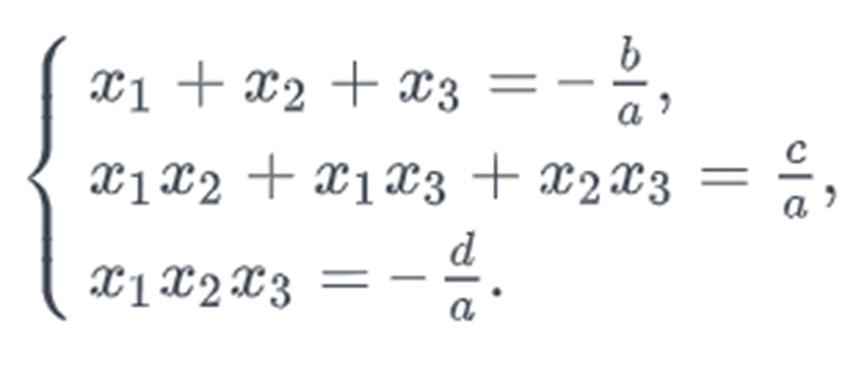 x₁ + x₂ + x₃ = −b/a,
x₁x₂ + x₁x₃ + x₂x₃ = c/a,
x₁x₂x₃ = −d/a.